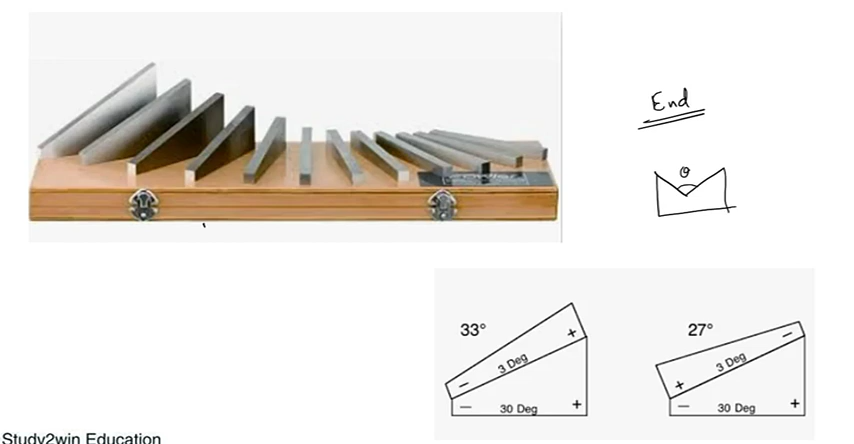 End
θ
33°
+
3 Deg
−
−
30 Deg
+
27°
−
3 Deg
+
−
30 Deg
+
Study2win Education